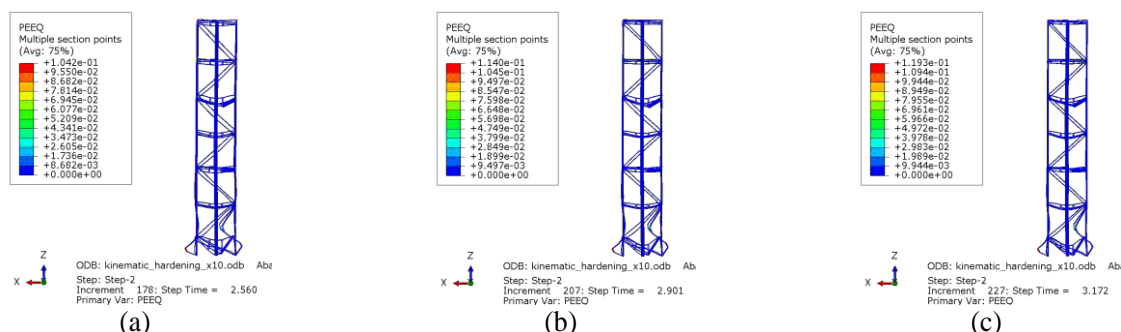 PEEQ
Multiple section points
(Avg: 75%)
+1.042e-01
+9.550e-02
+8.682e-02
+7.814e-02
+6.945e-02
+6.077e-02
+5.209e-02
+4.341e-02
+3.473e-02
+2.605e-02
+1.736e-02
+8.682e-03
+0.000e+00
Z
X
ODB: kinematic_hardening_x10.odb Aba
Step: Step-2
Increment 178: Step Time = 2.560
Primary Var: PEEQ
(a)
PEEQ
Multiple section points
(Avg: 75%)
+1.140e-01
+1.045e-01
+9.497e-02
+8.547e-02
+7.598e-02
+6.648e-02
+5.698e-02
+4.749e-02
+3.799e-02
+2.849e-02
+1.899e-02
+9.497e-03
+0.000e+00
Z
X
ODB: kinematic_hardening_x10.odb Ab
Step: Step-2
Increment 207: Step Time = 2.901
Primary Var: PEEQ
(b)
PEEQ
Multiple section points
(Avg: 75%)
+1.193e-01
+1.094e-01
+9.944e-02
+8.949e-02
+7.955e-02
+6.961e-02
+5.966e-02
+4.972e-02
+3.978e-02
+2.983e-02
+1.989e-02
+9.944e-03
+0.000e+00
Z
X
ODB: kinematic_hardening_x10.odb Ab
Step: Step-2
Increment 227: Step Time = 3.172
Primary Var: PEEQ
(c)